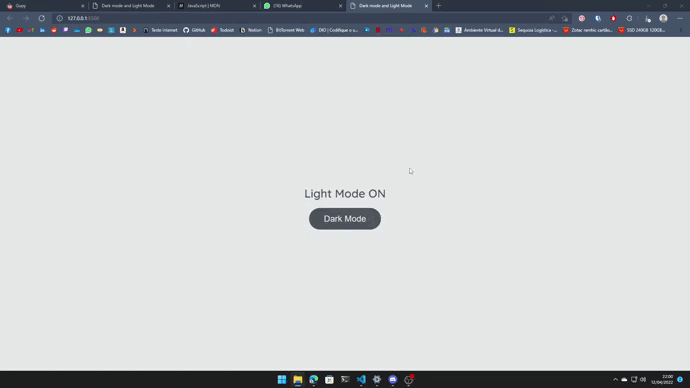 Gupy
Dark mode and Light Mode
JavaScript | MDN
(16) WhatsApp
Dark mode and Light Mode
127.0.0.1:5500
Teste internet
GitHub
Todoist
Notion
BitTorrent Web
DIO | Codifique o s...
Ambiente Virtual d...
Sequoia Logística -...
Zotac ramhic cartão...
SSD 240GB 120GB...
Light Mode ON
Dark Mode
22:00
12/04/2022